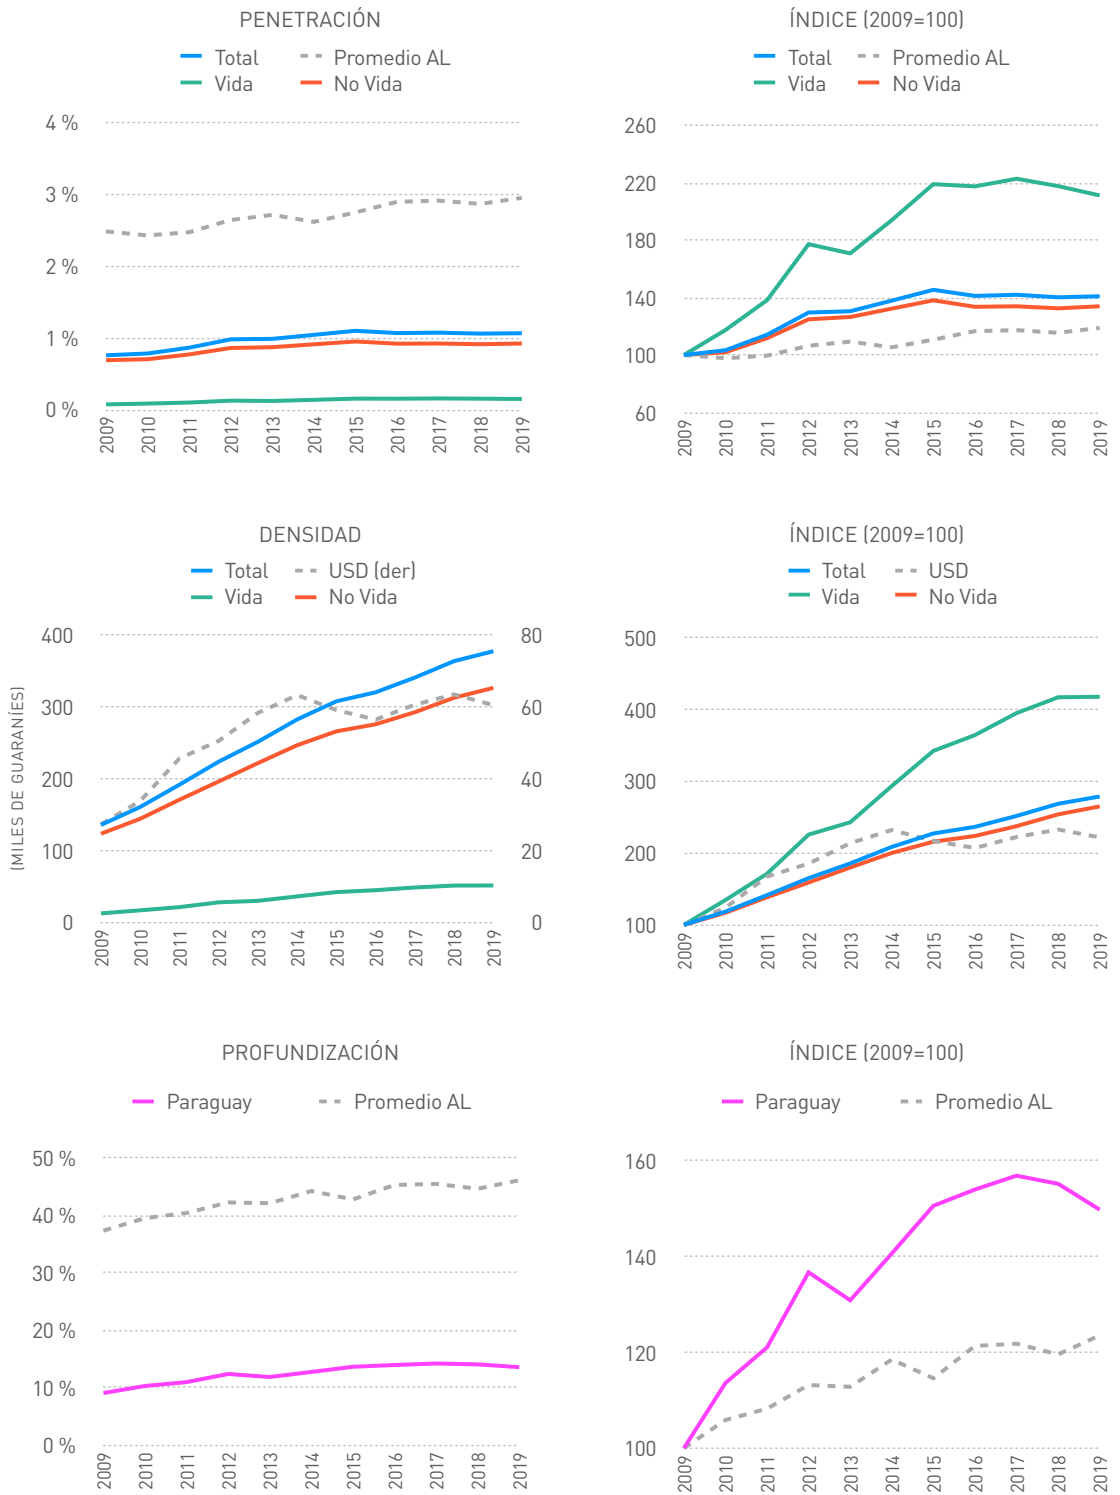 PENETRACIÓN
Total Promedio AL
Vida No Vida
4 %
3 %
2 %
1 %
0 %
2009 2010 2011 2012 2013 2014 2015 2016 2017 2018 2019
ÍNDICE (2009=100)
Total Promedio AL
Vida No Vida
260
220
180
140
100
60
2009 2010 2011 2012 2013 2014 2015 2016 2017 2018 2019
DENSIDAD
Total USD (der)
Vida No Vida
(MILES DE GUARANÍES)
400 80
300 60
200 40
100 20
0 0
2009 2010 2011 2012 2013 2014 2015 2016 2017 2018 2019
ÍNDICE (2009=100)
Total USD
Vida No Vida
500
400
300
200
100
2009 2010 2011 2012 2013 2014 2015 2016 2017 2018 2019
PROFUNDIZACIÓN
Paraguay Promedio AL
50 %
40 %
30 %
20 %
10 %
0 %
2009 2010 2011 2012 2013 2014 2015 2016 2017 2018 2019
ÍNDICE (2009=100)
Paraguay Promedio AL
160
140
120
100
2009 2010 2011 2012 2013 2014 2015 2016 2017 2018 2019